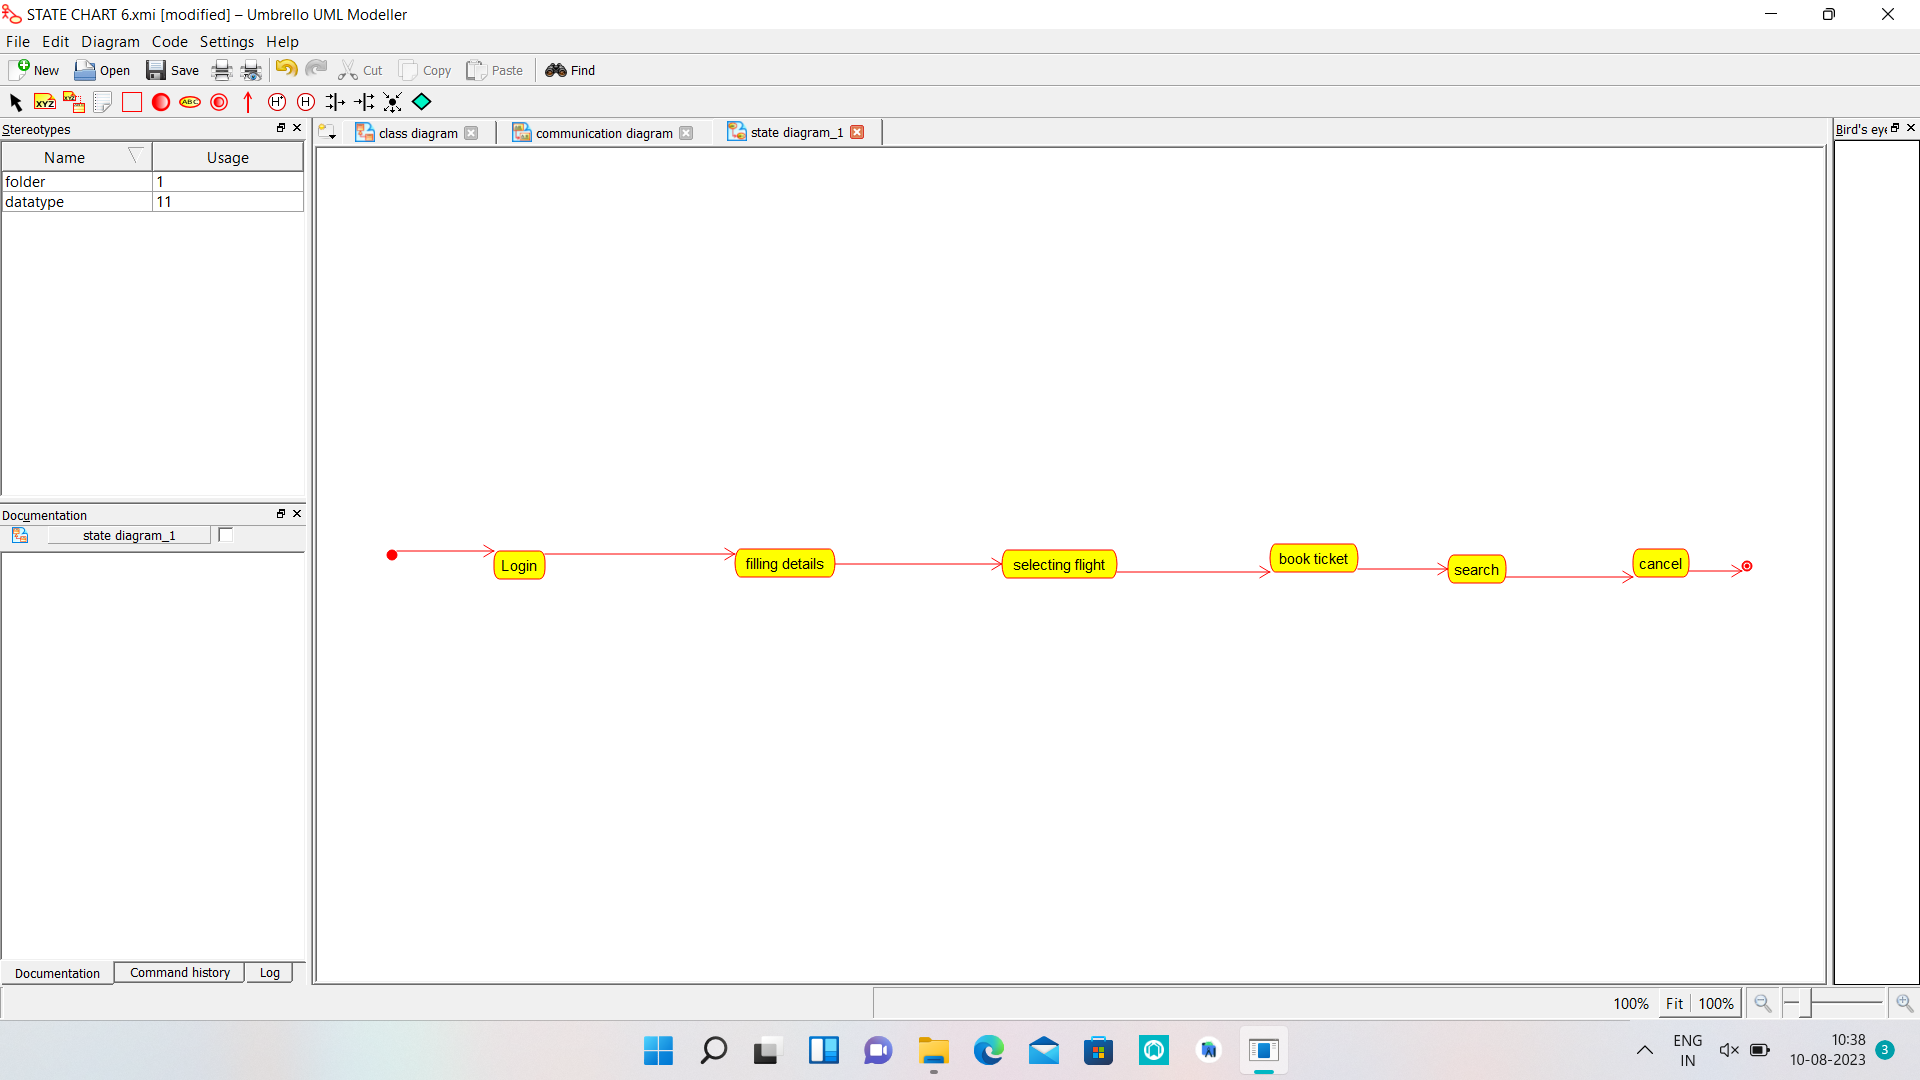 STATE CHART 6.xmi [modified] – Umbrello UML Modeller
File Edit Diagram Code Settings Help
New Open Save Cut Copy Paste Find
XYZ XYZ ABC H* H
Stereotypes
Name Usage
folder 1
datatype 11
class diagram communication diagram state diagram_1
Bird's eye
Login filling details selecting flight book ticket search cancel
Documentation
state diagram_1
Documentation Command history Log
100% Fit 100%
ENG
IN
10:38
10-08-2023
3